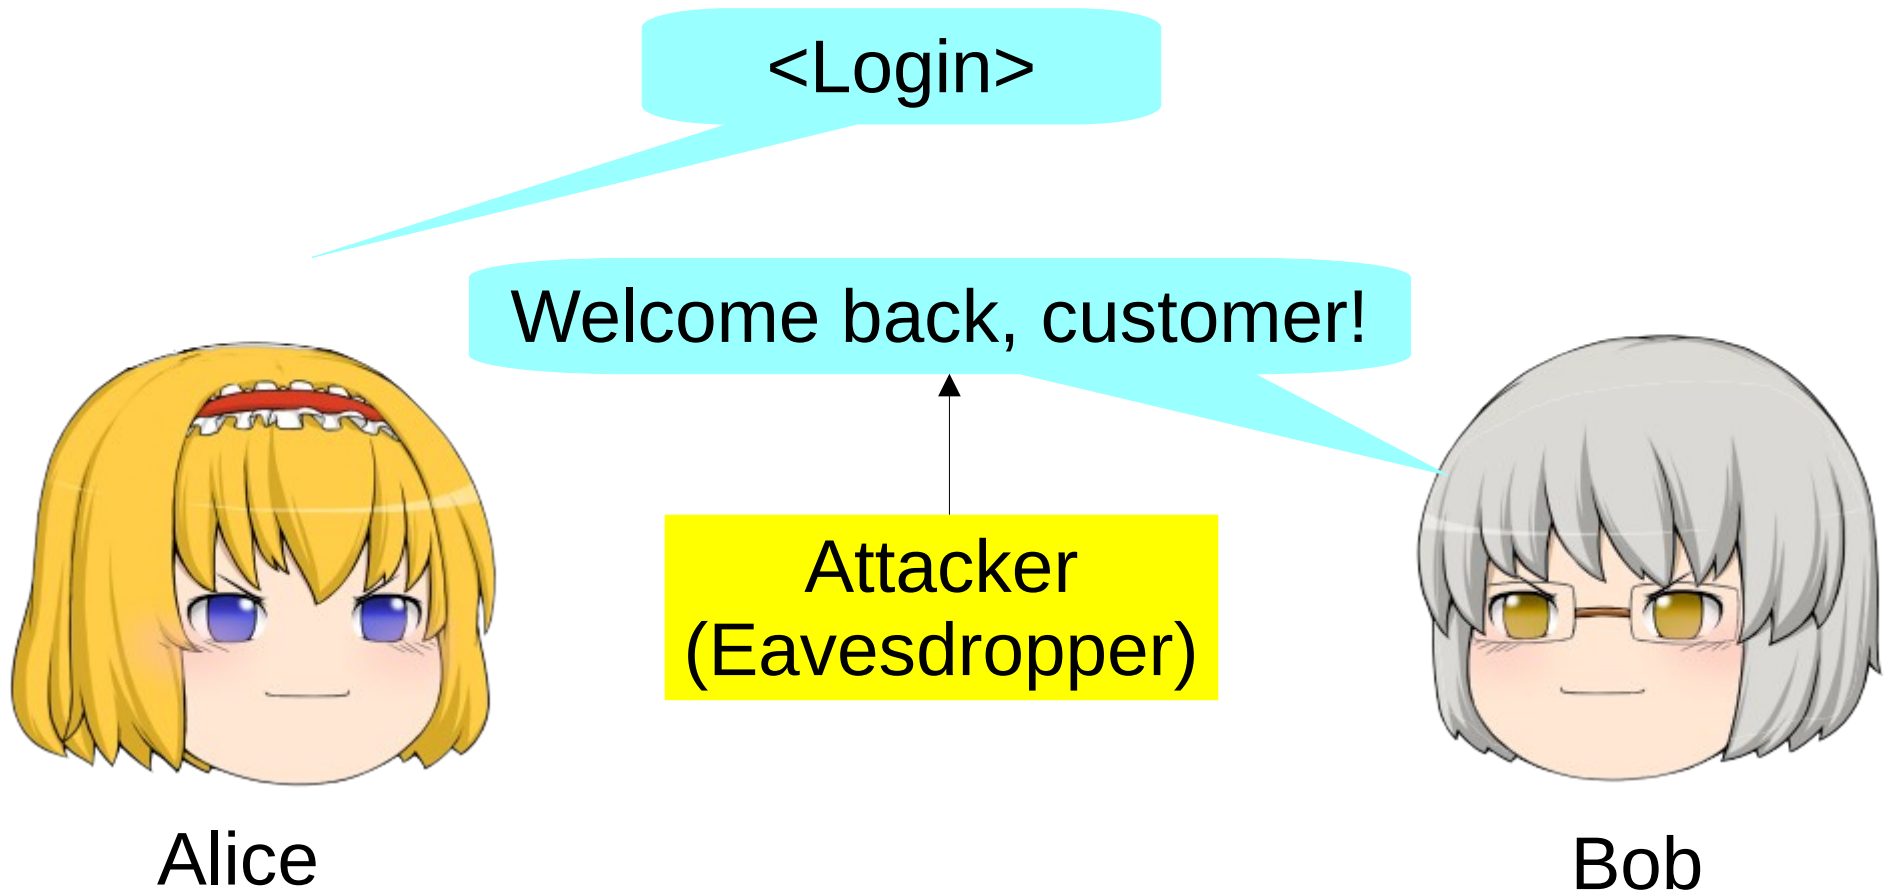 <Login>
Welcome back, customer!
Attacker
(Eavesdropper)
Alice
Bob